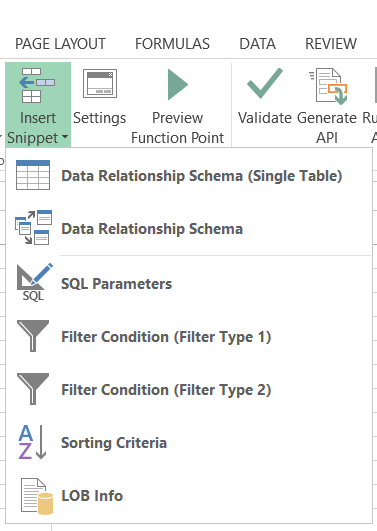 PAGE LAYOUT FORMULAS DATA REVIEW
Insert Settings Preview Validate Generate
Snippet Function Point API
Data Relationship Schema (Single Table)
Data Relationship Schema
SQL Parameters
SQL
Filter Condition (Filter Type 1)
Filter Condition (Filter Type 2)
A
Z
Sorting Criteria
LOB Info